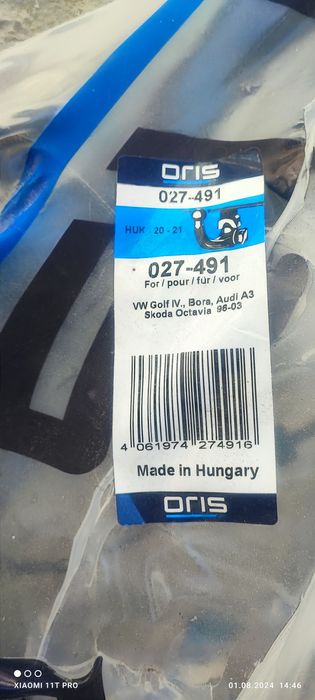 ORIS
027-491
HUK 20-21
027-491
For / pour / für / voor
VW Golf IV., Bora, Audi A3
Skoda Octavia 96-03
4 061974 274916
Made in Hungary
ORIS
XIAOMI 11T PRO
01.08.2024 14:46